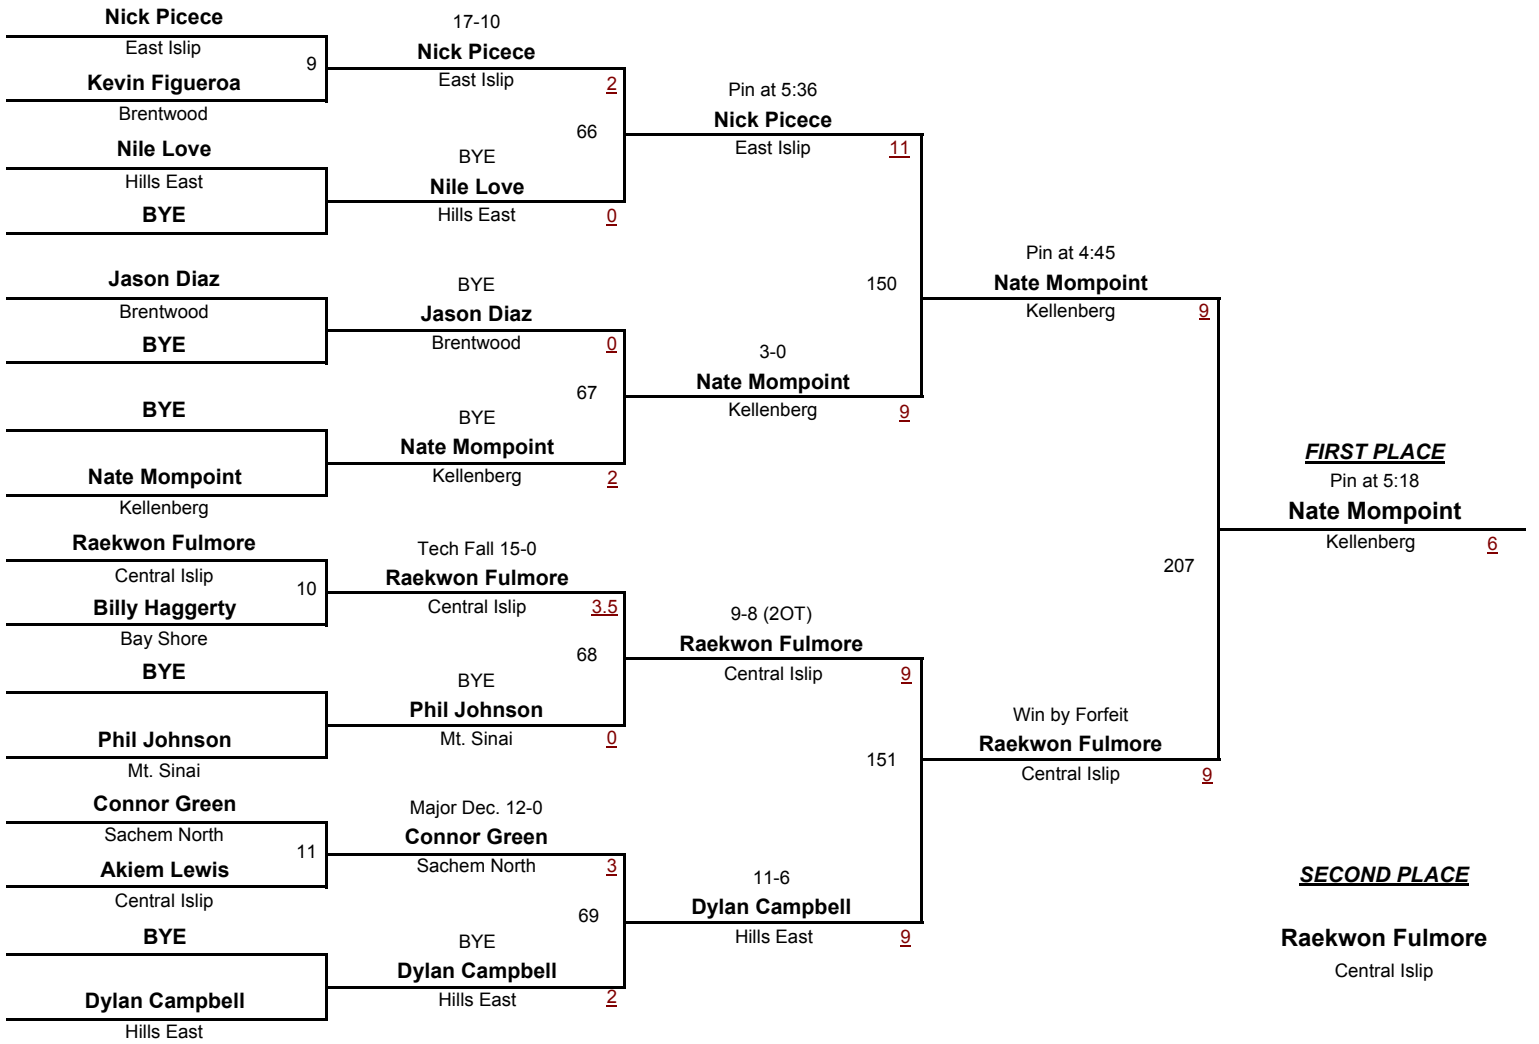 Nick Picece
East Islip
9
Kevin Figueroa
Brentwood
Nile Love
Hills East
BYE
Jason Diaz
Brentwood
BYE
BYE
Nate Mompoint
Kellenberg
Raekwon Fulmore
Central Islip
10
Billy Haggerty
Bay Shore
BYE
Phil Johnson
Mt. Sinai
Connor Green
Sachem North
11
Akiem Lewis
Central Islip
BYE
Dylan Campbell
Hills East
17-10
Nick Picece
East Islip
2
66
BYE
Nile Love
Hills East
0
BYE
Jason Diaz
Brentwood
0
67
BYE
Nate Mompoint
Kellenberg
2
Tech Fall 15-0
Raekwon Fulmore
Central Islip
3.5
68
BYE
Phil Johnson
Mt. Sinai
0
Major Dec. 12-0
Connor Green
Sachem North
3
69
BYE
Dylan Campbell
Hills East
2
Pin at 5:36
Nick Picece
East Islip
11
150
3-0
Nate Mompoint
Kellenberg
9
9-8 (2OT)
Raekwon Fulmore
Central Islip
9
151
11-6
Dylan Campbell
Hills East
9
Pin at 4:45
Nate Mompoint
Kellenberg
9
207
Win by Forfeit
Raekwon Fulmore
Central Islip
9
FIRST PLACE
Pin at 5:18
Nate Mompoint
Kellenberg
6
SECOND PLACE
Raekwon Fulmore
Central Islip